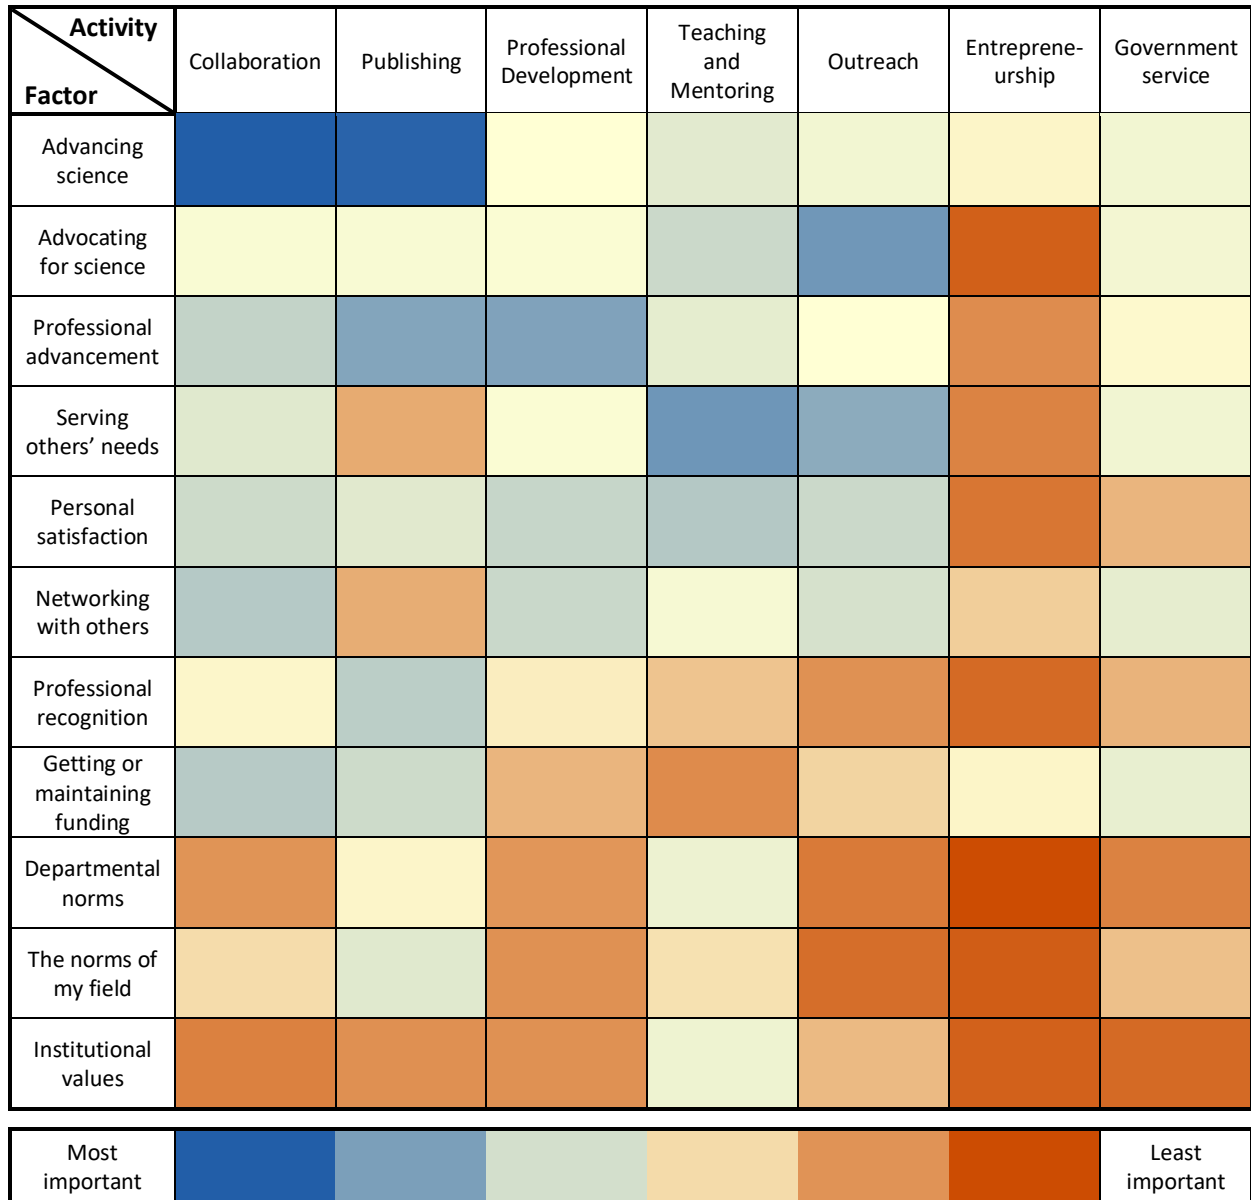 Activity
Factor
Collaboration
Publishing
Professional
Development
Teaching
and
Mentoring
Outreach
Entreprene-
urship
Government
service
Advancing
science
Advocating
for science
Professional
advancement
Serving
others’ needs
Personal
satisfaction
Networking
with others
Professional
recognition
Getting or
maintaining
funding
Departmental
norms
The norms of
my field
Institutional
values
Most
important
Least
important